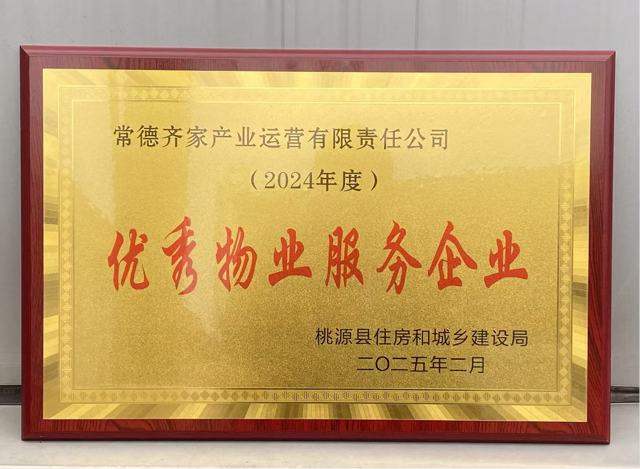 常德齐家产业运营有限责任公司
（2024年度）
优秀物业服务企业
桃源县住房和城乡建设局
二〇二五年二月